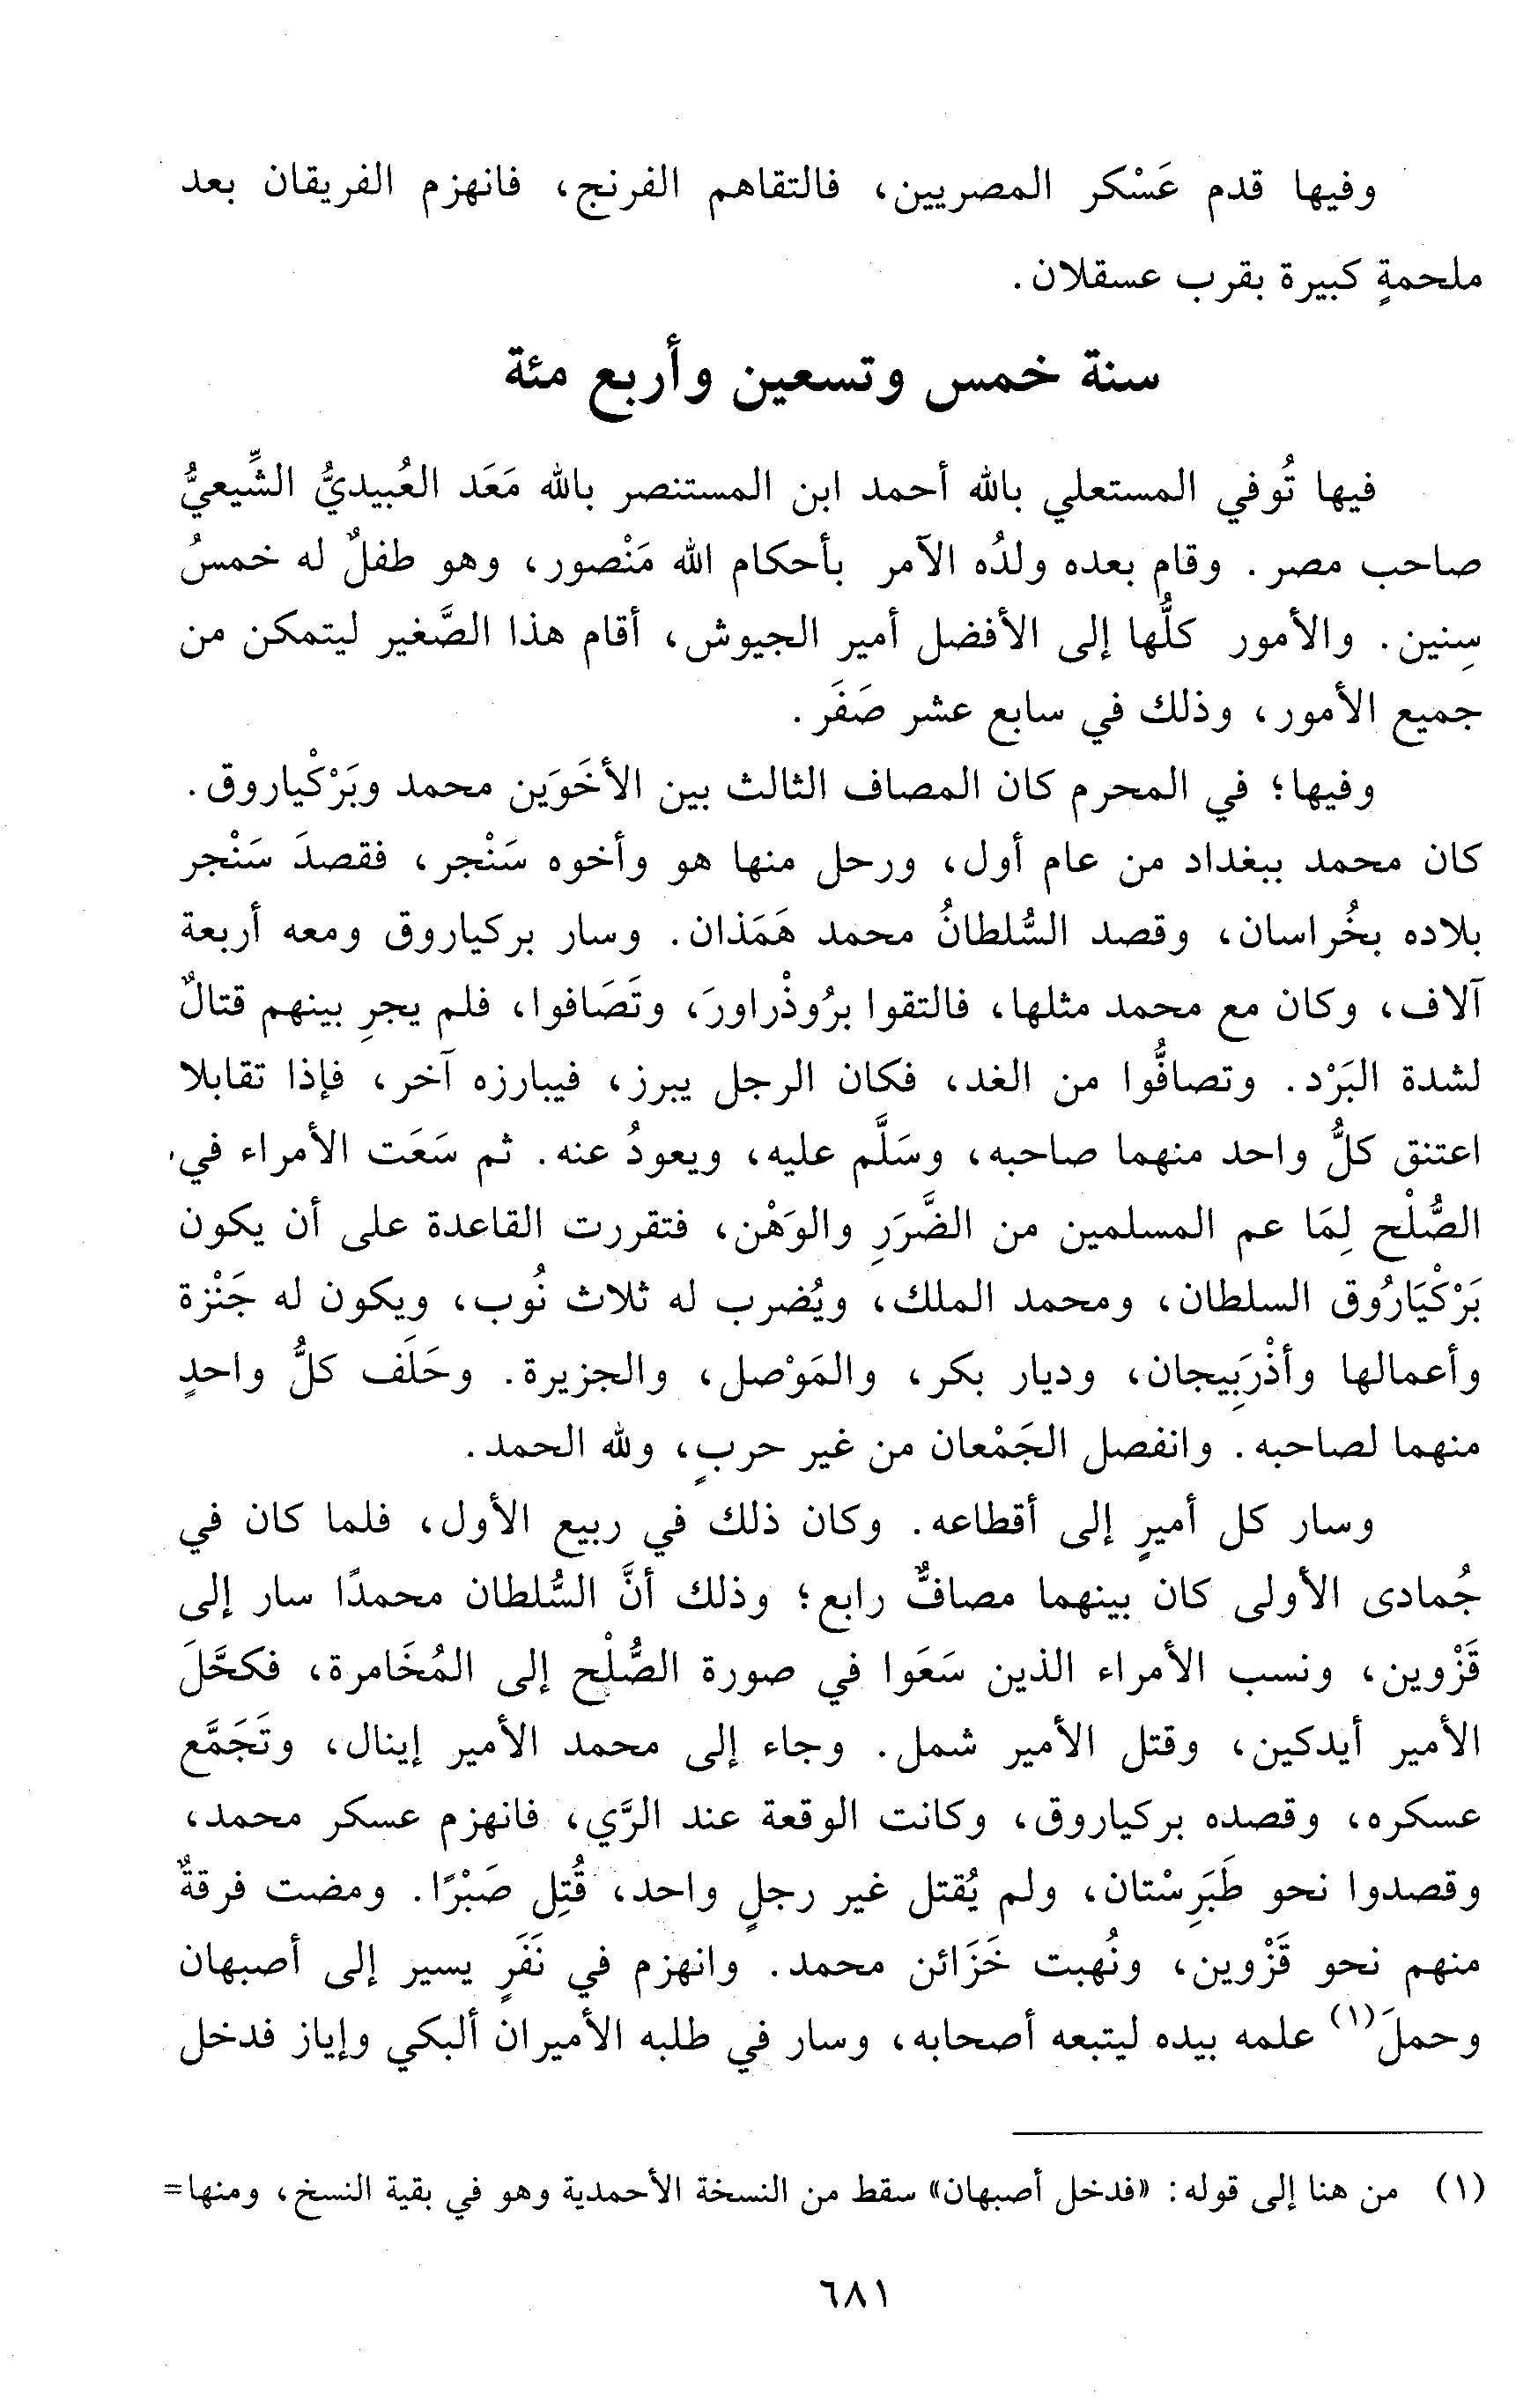 وفيها قدم عَسْكر المصريين، فالتقاهم الفرنج، فانهزم الفريقان بعد
ملحمةٍ كبيرة بقرب عسقلان.
سنة خمس وتسعين وأربع مئة
فيها تُوفي المستعلي بالله أحمد ابن المستنصر بالله مَعَد العُبيديُّ الشِّيعيُّ
صاحب مصر. وقام بعده ولدُه الآمر بأحكام الله مَنْصور، وهو طفلٌ له خمسُ
سِنين. والأمور كلُّها إلى الأفضل أمير الجيوش، أقام هذا الصَّغير ليتمكن من
جميع الأمور، وذلك في سابع عشر صَفَر.
وفيها؛ في المحرم كان المصاف الثالث بين الأخَوَين محمد وبَرْكْياروق.
كان محمد ببغداد من عام أول، ورحل منها هو وأخوه سَنْجر، فقصدَ سَنْجر
بلاده بخُراسان، وقصد السُّلطانُ محمد هَمَذان. وسار بركياروق ومعه أربعة
آلاف، وكان مع محمد مثلها، فالتقوا برُوذْراورَ، وتَصَافوا، فلم يجرِ بينهم قتالٌ
لشدة البَرْد. وتصافُّوا من الغد، فكان الرجل يبرز، فيبارزه آخر، فإذا تقابلا
اعتنق كلُّ واحد منهما صاحبه، وسَلَّم عليه، ويعودُ عنه. ثم سَعَت الأمراء في
الصُّلْح لِمَا عم المسلمين من الضَّرَرِ والوَهْن، فتقررت القاعدة على أن يكون
بَرْكْيَارُوق السلطان، ومحمد الملك، ويُضرب له ثلاث نُوب، ويكون له جَنْزة
وأعمالها وأذْرَبِيجان، وديار بكر، والمَوْصل، والجزيرة. وحَلَف كلُّ واحدٍ
منهما لصاحبه. وانفصل الجَمْعان من غير حربٍ، ولله الحمد.
وسار كل أميرٍ إلى أقطاعه. وكان ذلك في ربيع الأول، فلما كان في
جُمادى الأولى كان بينهما مصافٌّ رابع؛ وذلك أنَّ السُّلطان محمدًا سار إلى
قَزْوين، ونسب الأمراء الذين سَعَوا في صورة الصُّلْح إلى المُخَامرة، فكحَّلَ
الأمير أيدكين، وقتل الأمير شمل. وجاء إلى محمد الأمير إينال، وتَجَمَّع
عسكره، وقصده بركياروق، وكانت الوقعة عند الرَّي، فانهزم عسكر محمد،
وقصدوا نحو طَبَرِسْتان، ولم يُقتل غير رجلٍ واحد، قُتِل صَبْرًا. ومضت فرقةٌ
منهم نحو قَزْوين، ونُهبت خَزَائن محمد. وانهزم في نَفَرٍ يسير إلى أصبهان
وحملَ(١) علمه بيده ليتبعه أصحابه، وسار في طلبه الأميران ألبكي وإياز فدخل
(١) من هنا إلى قوله: «فدخل أصبهان» سقط من النسخة الأحمدية وهو في بقية النسخ، ومنها=
٦٨١